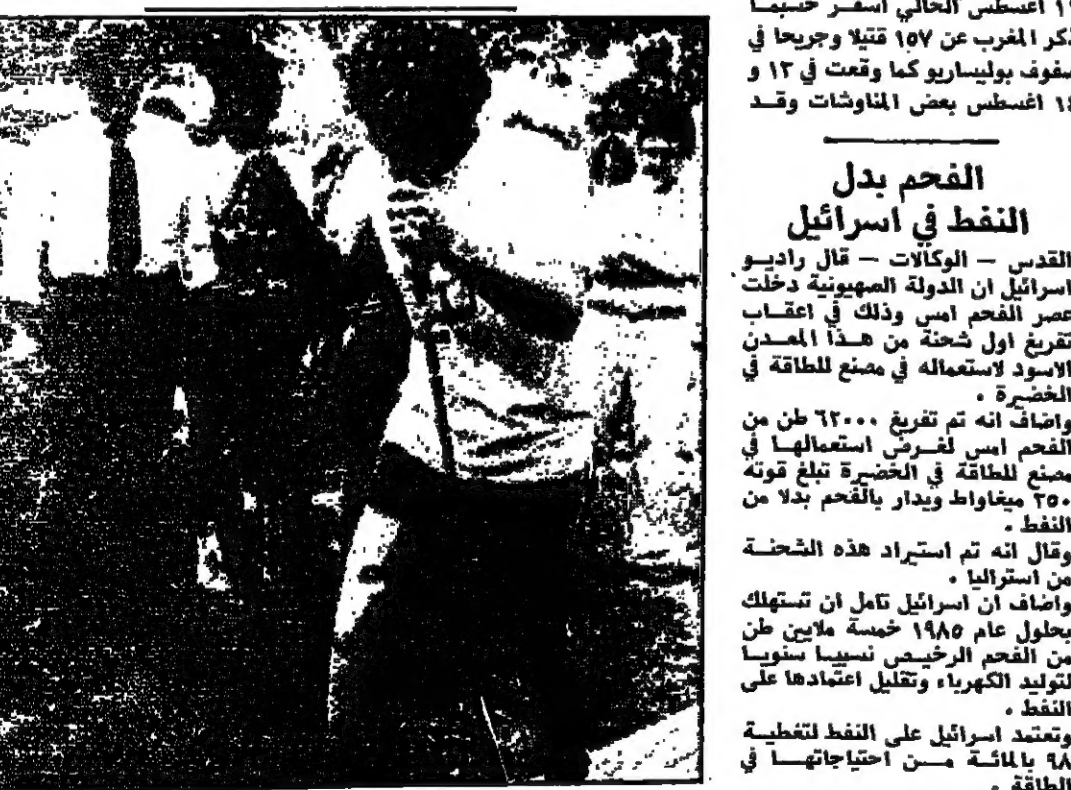 ١٩ اغسطس الحالي اسفر حسبما
ذكر المغرب عن ١٥٧ قتيلا وجريحا في
صفوف بوليساريو كما وقعت في ١٣ و
١٤ اغسطس بعض المناوشات وقد
الفحم بدل
النفط في اسرائيل
القدس — الوكالات — قال راديو
اسرائيل ان الدولة الصهيونية دخلت
عصر الفحم امس وذلك في اعقاب
تفريغ اول شحنة من هذا المعدن
الاسود لاستعماله في مصنع للطاقة في
الخضيرة .
واضاف انه تم تفريغ ٦٢٠٠٠ طن من
الفحم امس لغرض استعمالها في
مصنع للطاقة في الخضيرة تبلغ قوته
٣٥٠ ميغاواط ويدار بالفحم بدلا من
النفط .
وقال انه تم استيراد هذه الشحنة
من استراليا .
واضاف ان اسرائيل تامل ان تستهلك
بحلول عام ١٩٨٥ خمسة ملايين طن
من الفحم الرخيص نسبيا سنويا
لتوليد الكهرباء وتقليل اعتمادها على
النفط .
وتعتمد اسرائيل على النفط لتغطية
٩٨ بالمائة من احتياجاتها في
الطاقة .